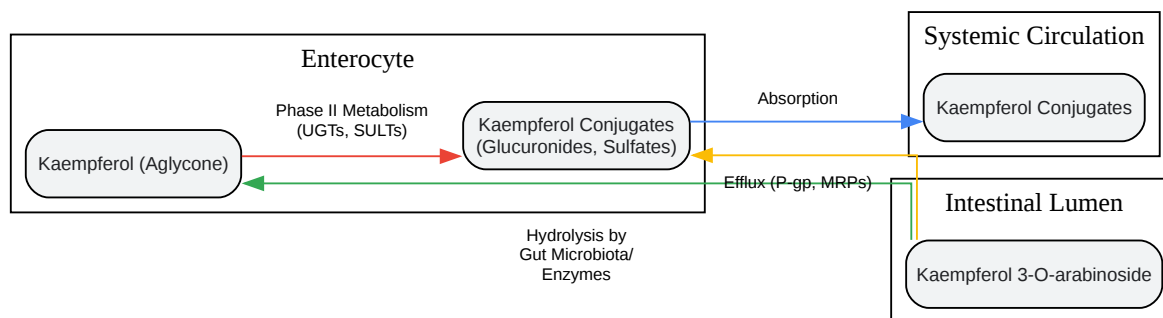 Systemic Circulation
Kaempferol Conjugates
Enterocyte
Phase II Metabolism
(UGTs, SULTs)
Absorption
Kaempferol Conjugates
(Glucuronides, Sulfates)
Kaempferol (Aglycone)
Efflux (P-gp, MRPs)
Intestinal Lumen
Hydrolysis by
Gut Microbiota/
Enzymes
Kaempferol 3-O-arabinoside